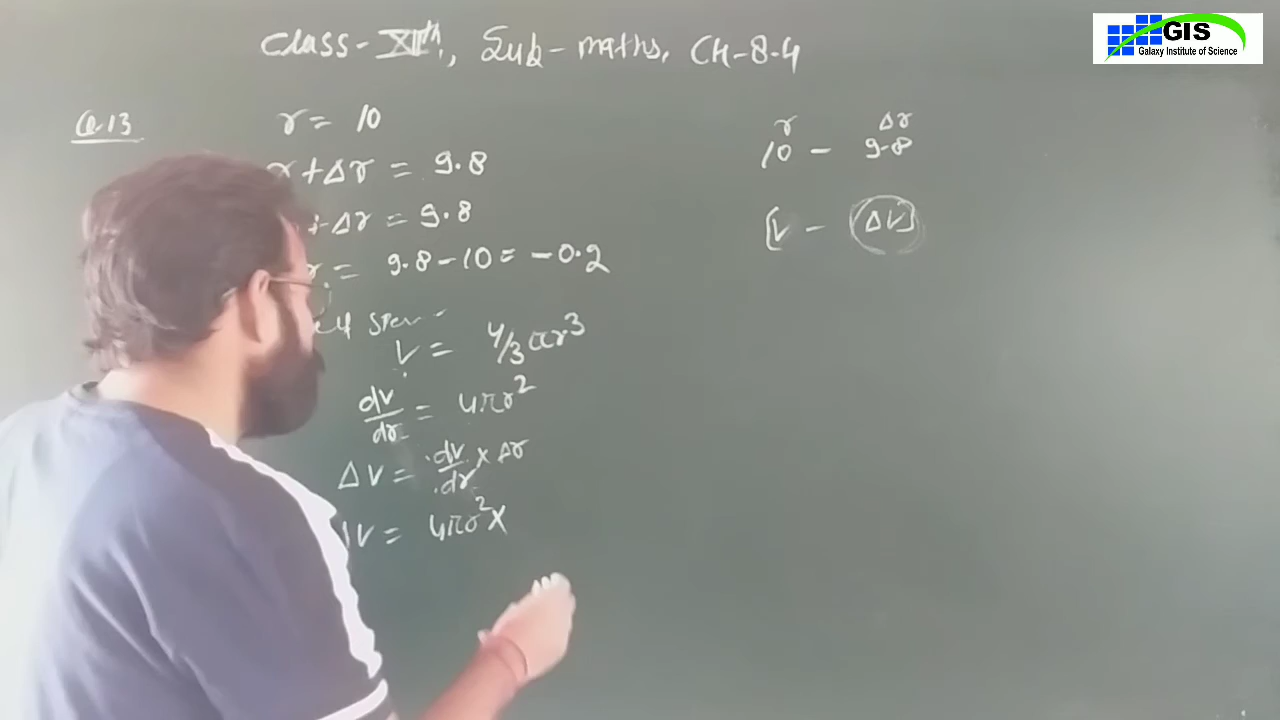 Class-XIIth, Sub-maths, CH-8.4
GIS
Galaxy Institute of Science
Q.13
r = 10
r+Δr = 9.8
+Δr = 9.8
r = 9.8-10 = -0.2
V = 4/3πr³
dv/dr = 4πr²
ΔV = dv/dr × Δr
V = 4πr² ×
r Δr
10 - 9.8
[V - ΔV]